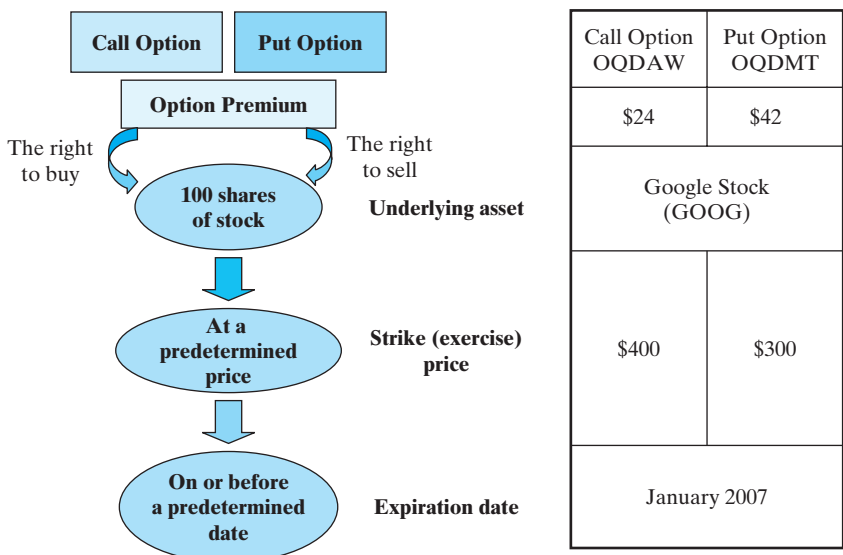 Call Option
Put Option
Option Premium
The right
to buy
The right
to sell
100 shares
of stock
Underlying asset
At a
predetermined
price
Strike (exercise)
price
On or before
a predetermined
date
Expiration date
Call Option
OQDAW
Put Option
OQDMT
$24
$42
Google Stock
(GOOG)
$400
$300
January 2007